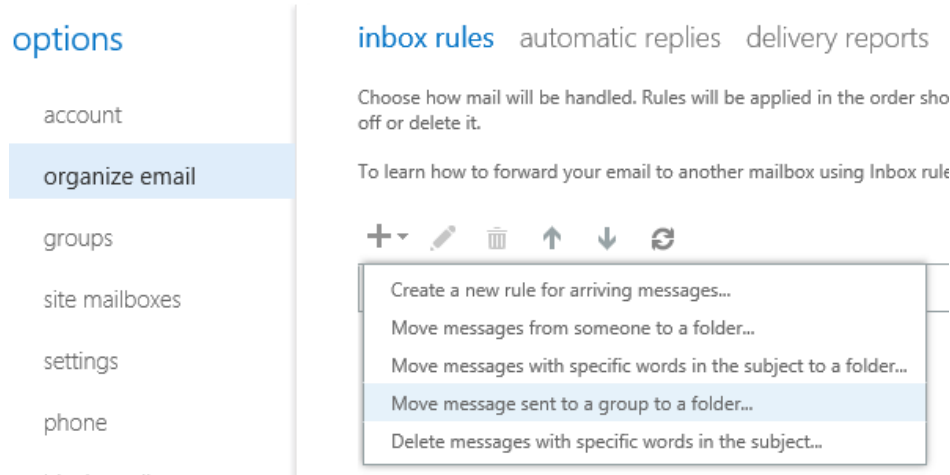 options
account
organize email
groups
site mailboxes
settings
phone
inbox rules automatic replies delivery reports
Choose how mail will be handled. Rules will be applied in the order
off or delete it.
To learn how to forward your email to another mailbox using Inbox
Create a new rule for arriving messages...
Move messages from someone to a folder...
Move messages with specific words in the subject to a folder...
Move message sent to a group to a folder...
Delete messages with specific words in the subject...